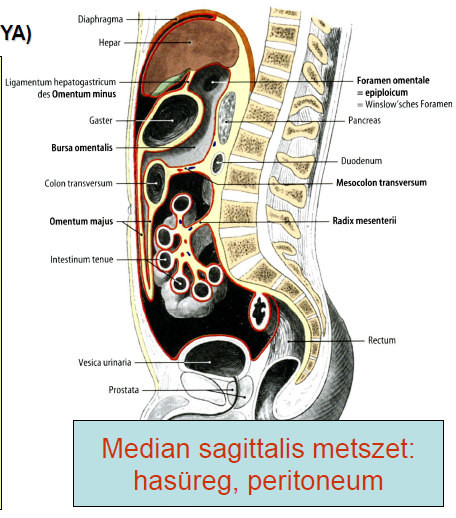 YA)
Diaphragma
Hepar
Ligamentum hepatogastricum
des Omentum minus
Gaster
Bursa omentalis
Colon transversum
Omentum majus
Intestinum tenue
Vesica urinaria
Prostata
Foramen omentale
= epiploicum
= Winslow'sches Foramen
Pancreas
Duodenum
Mesocolon transversum
Radix mesenterii
Rectum
Median sagittalis metszet:
hasüreg, peritoneum